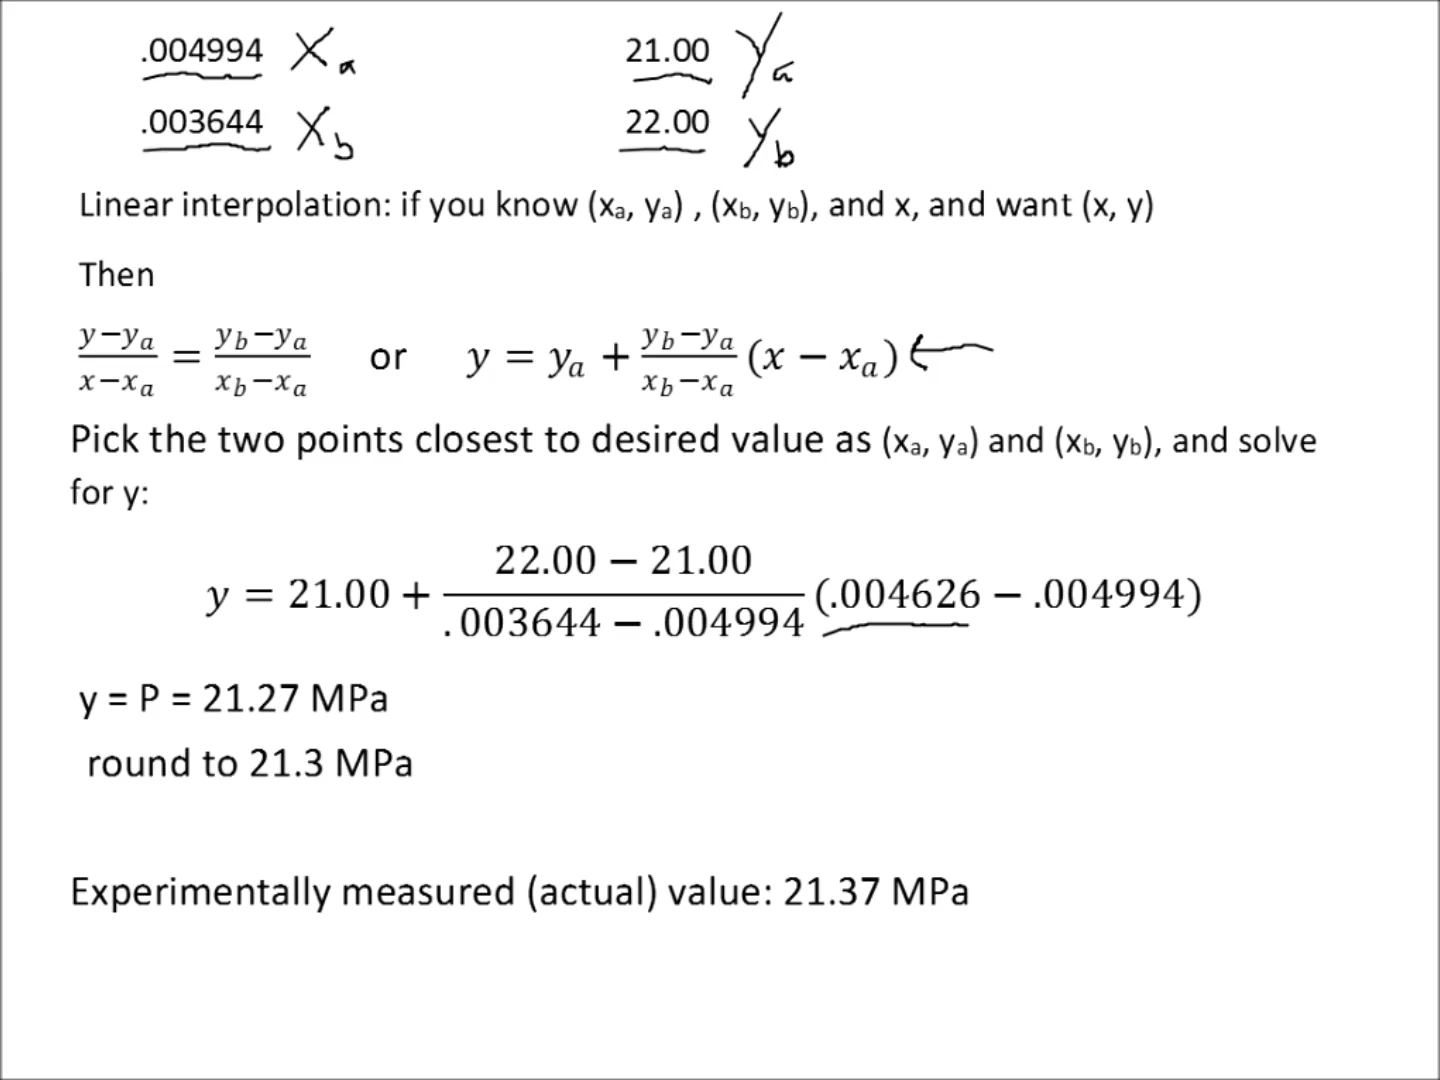 .004994 Xa 21.00 Ya
.003644 Xb 22.00 Yb
Linear interpolation: if you know (xa, ya) , (xb, yb), and x, and want (x, y)
Then
y−ya/x−xa = yb−ya/xb−xa or y = ya + yb−ya/xb−xa (x − xa)
Pick the two points closest to desired value as (xa, ya) and (xb, yb), and solve
for y:
y = 21.00 + 22.00 − 21.00/.003644 − .004994 (.004626 − .004994)
y = P = 21.27 MPa
round to 21.3 MPa
Experimentally measured (actual) value: 21.37 MPa